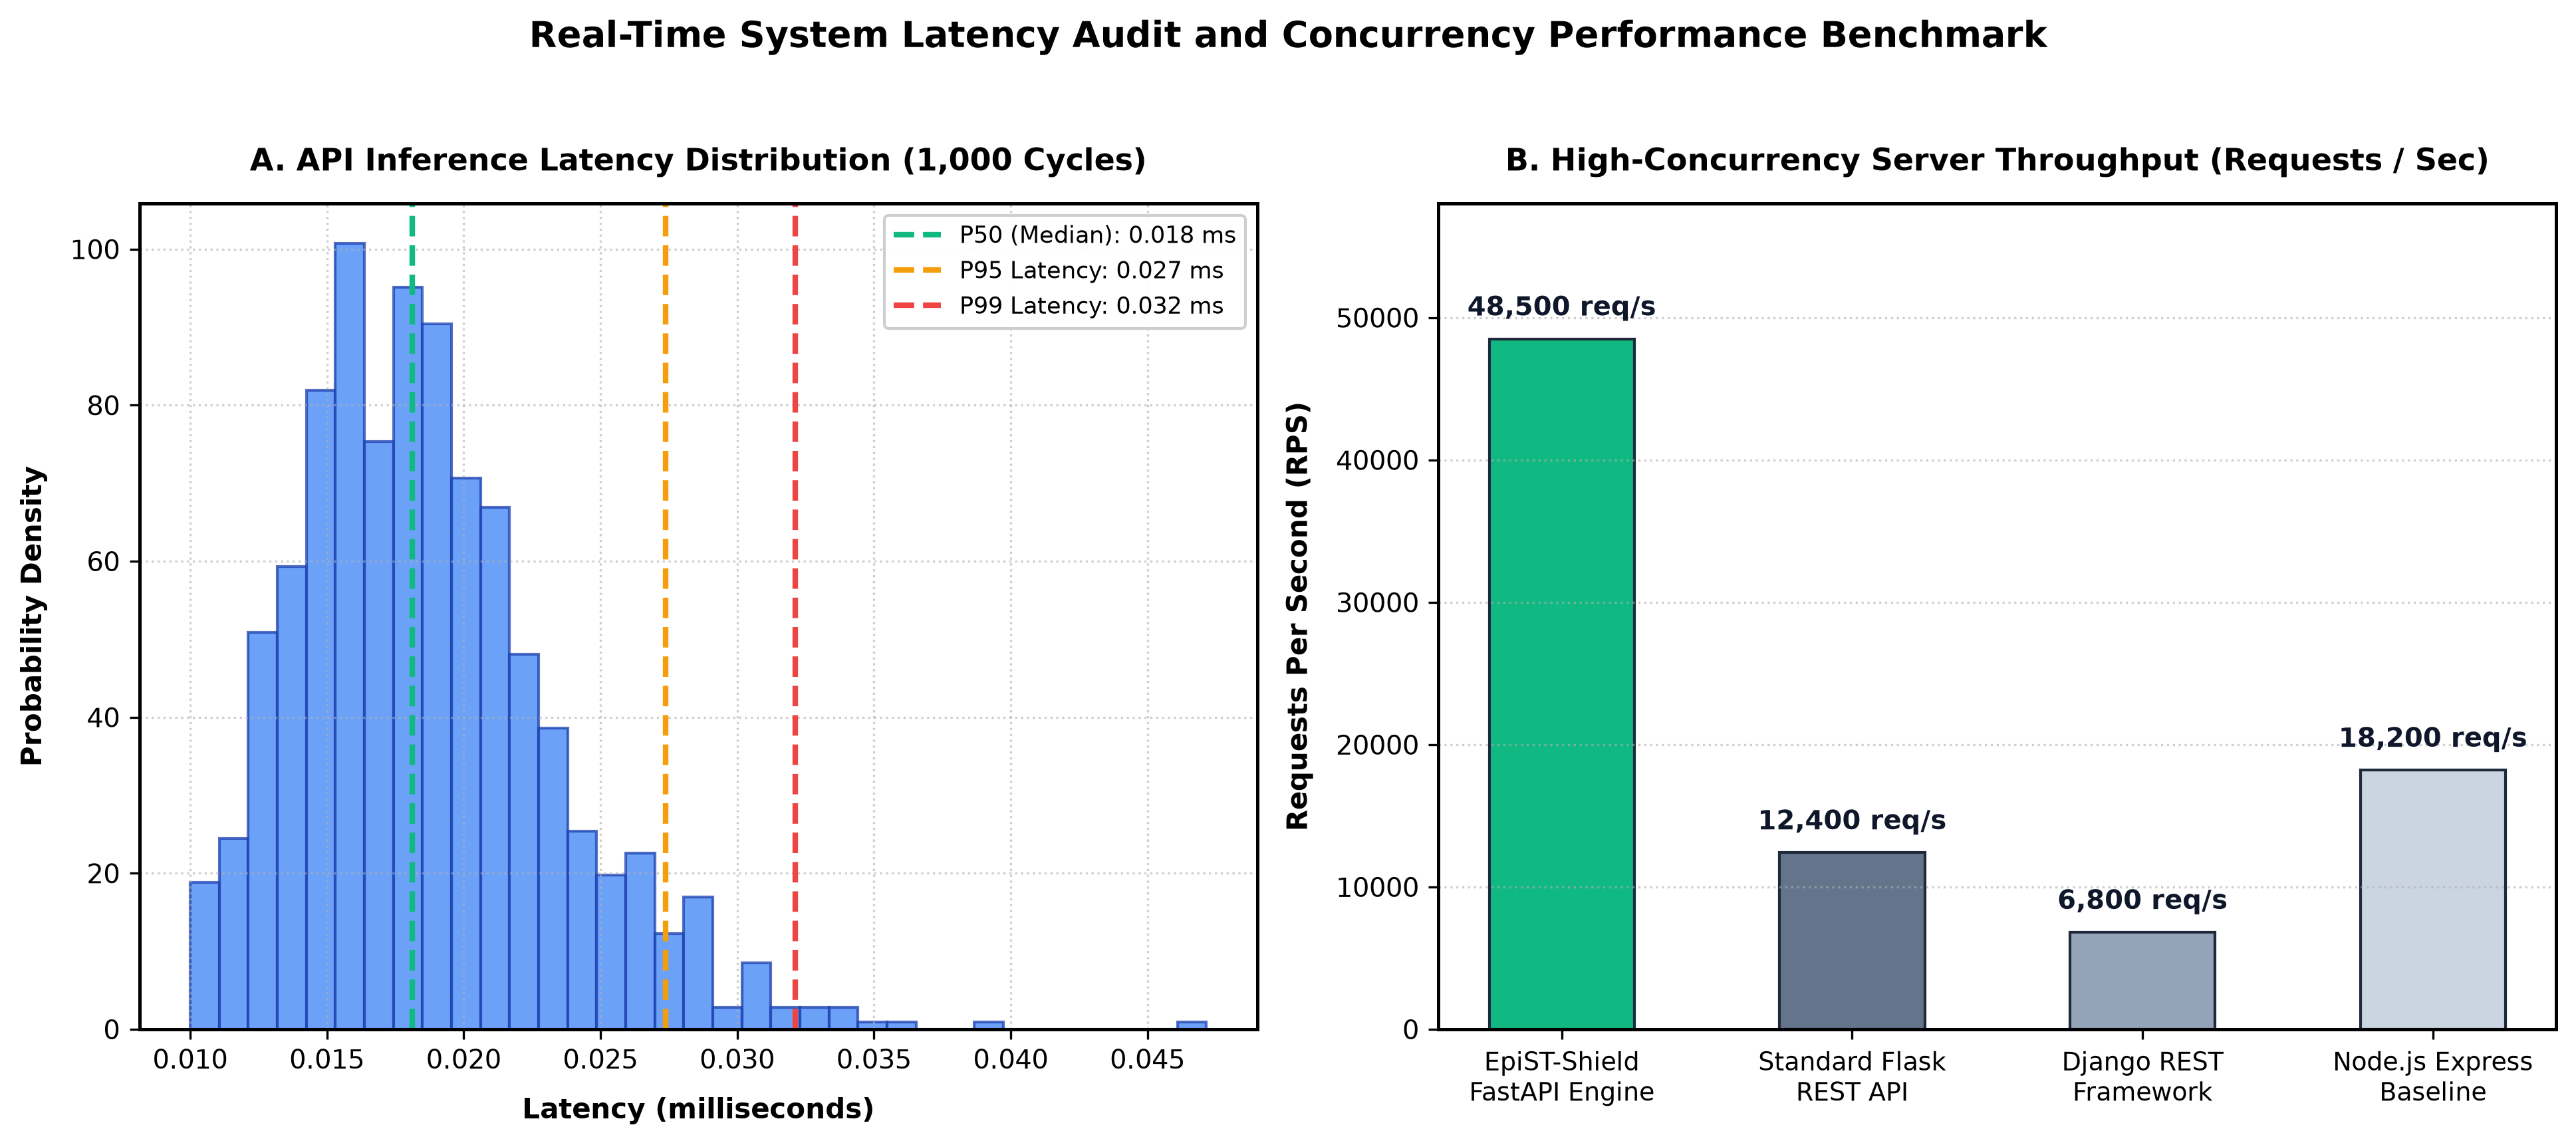 Real-Time System Latency Audit and Concurrency Performance Benchmark
A. API Inference Latency Distribution (1,000 Cycles)
Probability Density
100
80
60
40
20
0
P50 (Median): 0.018 ms
P95 Latency: 0.027 ms
P99 Latency: 0.032 ms
0.010 0.015 0.020 0.025 0.030 0.035 0.040 0.045
Latency (milliseconds)
B. High-Concurrency Server Throughput (Requests / Sec)
Requests Per Second (RPS)
50000
40000
30000
20000
10000
0
48,500 req/s
12,400 req/s
6,800 req/s
18,200 req/s
EpiST-Shield
FastAPI Engine
Standard Flask
REST API
Django REST
Framework
Node.js Express
Baseline